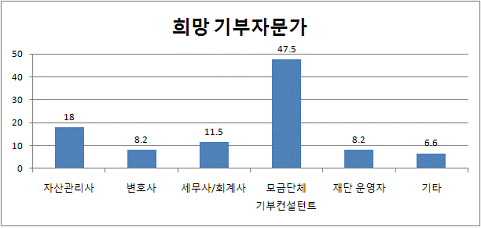 희망 기부자문가
50
40
30
20
10
0
18
8.2
11.5
47.5
8.2
6.6
자산관리사
변호사
세무사/회계사
모금단체
기부컨설턴트
재단 운영자
기타